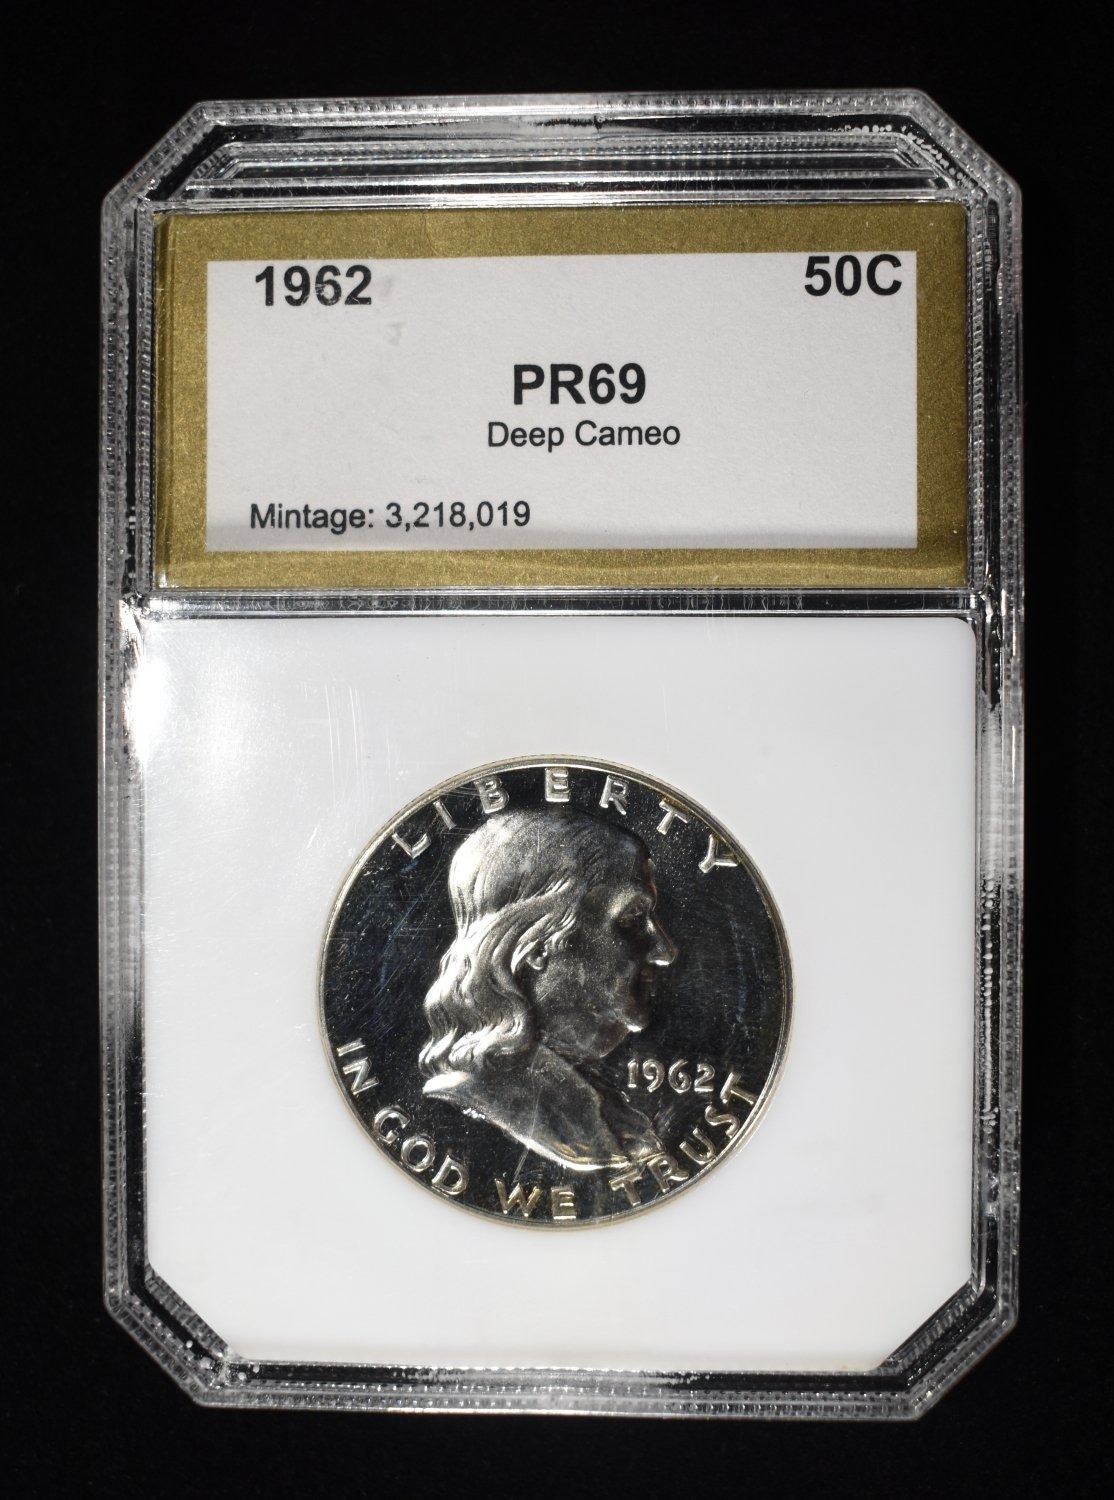 1962 50C
PR69
Deep Cameo
Mintage: 3,218,019
LIBERTY
1962
IN GOD WE TRUST